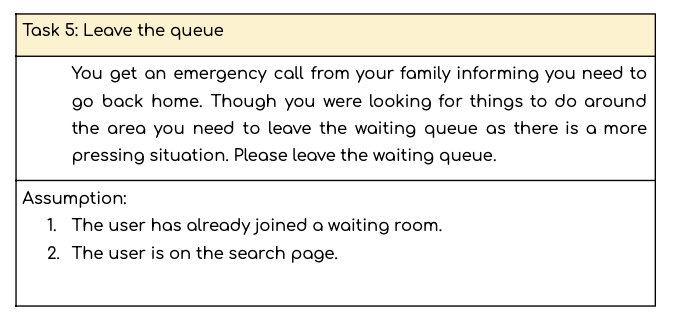 Task 5: Leave the queue
You get an emergency call from your family informing you need to
go back home. Though you were looking for things to do around
the area you need to leave the waiting queue as there is a more
pressing situation. Please leave the waiting queue.
Assumption:
1. The user has already joined a waiting room.
2. The user is on the search page.